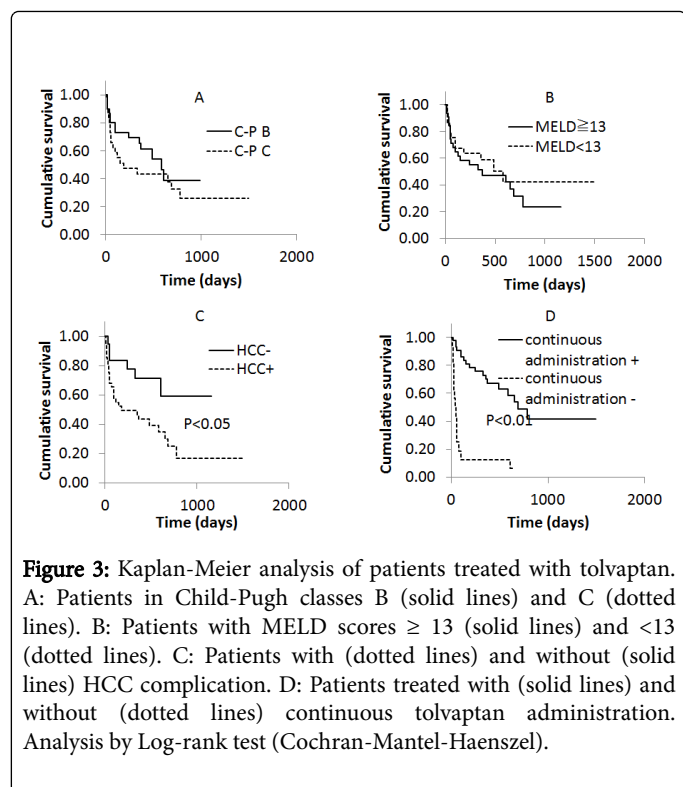 A
Cumulative survival
1.00
0.80
0.60
0.40
0.20
0.00
C-P B
C-P C
0
1000
2000
Time (days)
B
Cumulative survival
1.00
0.80
0.60
0.40
0.20
0.00
MELD≧13
MELD<13
0
500
1000
1500
Time (days)
C
Cumulative survival
1.00
0.80
0.60
0.40
0.20
0.00
HCC-
HCC+
P<0.05
0
1000
2000
Time (days)
D
Cumulative survival
1.00
0.80
0.60
0.40
0.20
0.00
continuous
administration +
continuous
administration -
P<0.01
0
1000
2000
Time (days)
Figure 3: Kaplan-Meier analysis of patients treated with tolvaptan.
A: Patients in Child-Pugh classes B (solid lines) and C (dotted
lines). B: Patients with MELD scores ≥ 13 (solid lines) and <13
(dotted lines). C: Patients with (dotted lines) and without (solid
lines) HCC complication. D: Patients treated with (solid lines) and
without (dotted lines) continuous tolvaptan administration.
Analysis by Log-rank test (Cochran-Mantel-Haenszel).